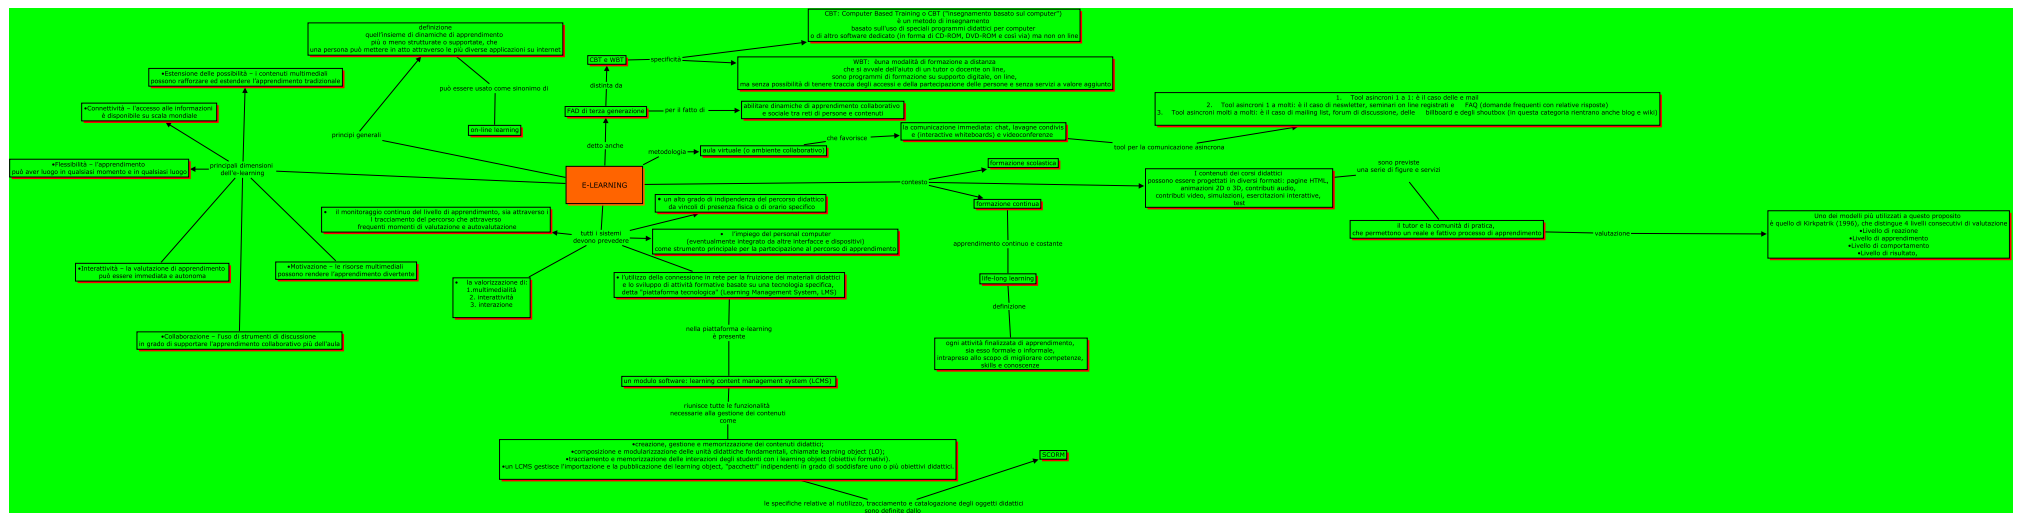 CBT: Computer Based Training o CBT ("insegnamento basato sul computer")
è un metodo di insegnamento
basato sull'uso di speciali programmi didattici per computer
o di altro software dedicato (in forma di CD-ROM, DVD-ROM e così via) ma non on line
definizione
quell'insieme di dinamiche di apprendimento
più o meno strutturate o supportate, che
una persona può mettere in atto attraverso le più diverse applicazioni su internet
CBT e WBT
specificità
WBT: èuna modalità di formazione a distanza
che si avvale dell'aiuto di un tutor o docente on line,
sono programmi di formazione su supporto digitale, on line,
ma senza possibilità di tenere traccia degli accessi e della partecipazione delle persone e senza servizi a valore aggiunto
•Estensione delle possibilità – i contenuti multimediali
possono rafforzare ed estendere l'apprendimento tradizionale
può essere usato come sinonimo di
distinta da
•Connettività – l'accesso alle informazioni
è disponibile su scala mondiale
FAD di terza generazione
per il fatto di
abilitare dinamiche di apprendimento collaborativo
e sociale tra reti di persone e contenuti
1. Tool asincroni 1 a 1: è il caso delle e mail
2. Tool asincroni 1 a molti: è il caso di neswletter, seminari on line registrati e FAQ (domande frequenti con relative risposte)
3. Tool asincroni molti a molti: è il caso di mailing list, forum di discussione, delle billboard e degli shoutbox (in questa categoria rientrano anche blog e wiki)
principi generali
on-line learning
detto anche
metodologia
aula virtuale (o ambiente collaborativo)
che favorisce
la comunicazione immediata: chat, lavagne condivis
e (interactive whiteboards) e videoconferenze
tool per la comunicazione asincrona
•Flessibilità – l'apprendimento
può aver luogo in qualsiasi momento e in qualsiasi luogo
principali dimensioni
dell'e-learning
E-LEARNING
contesto
formazione scolastica
formazione continua
I contenuti dei corsi didattici
possono essere progettati in diversi formati: pagine HTML,
animazioni 2D o 3D, contributi audio,
contributi video, simulazioni, esercitazioni interattive,
test
sono previste
una serie di figure e servizi
• il monitoraggio continuo del livello di apprendimento, sia attraverso i
l tracciamento del percorso che attraverso
frequenti momenti di valutazione e autovalutazione
• un alto grado di indipendenza del percorso didattico
da vincoli di presenza fisica o di orario specifico
tutti i sistemi
devono prevedere
• l'impiego del personal computer
(eventualmente integrato da altre interfacce e dispositivi)
come strumento principale per la partecipazione al percorso di apprendimento
il tutor e la comunità di pratica,
che permettono un reale e fattivo processo di apprendimento
valutazione
Uno dei modelli più utilizzati a questo proposito
è quello di Kirkpatrik (1996), che distingue 4 livelli consecutivi di valutazione
•Livello di reazione
•Livello di apprendimento
•Livello di comportamento
•Livello di risultato.
apprendimento continuo e costante
•Interattività – la valutazione di apprendimento
può essere immediata e autonoma
•Motivazione – le risorse multimediali
possono rendere l'apprendimento divertente
• la valorizzazione di:
1.multimedialità
2. interattività
3. interazione
• l'utilizzo della connessione in rete per la fruizione dei materiali didattici
e lo sviluppo di attività formative basate su una tecnologia specifica,
detta "piattaforma tecnologica" (Learning Management System, LMS)
life-long learning
definizione
nella piattaforma e-learning
è presente
•Collaborazione – l'uso di strumenti di discussione
in grado di supportare l'apprendimento collaborativo più dell'aula
ogni attività finalizzata di apprendimento,
sia esso formale o informale,
intrapreso allo scopo di migliorare competenze,
skills e conoscenze
un modulo software: learning content management system (LCMS)
riunisce tutte le funzionalità
necessarie alla gestione dei contenuti
come
•creazione, gestione e memorizzazione dei contenuti didattici;
•composizione e modularizzazione delle unità didattiche fondamentali, chiamate learning object (LO);
•tracciamento e memorizzazione delle interazioni degli studenti con i learning object (obiettivi formativi).
•un LCMS gestisce l'importazione e la pubblicazione dei learning object, "pacchetti" indipendenti in grado di soddisfare uno o più obiettivi didattici.
SCORM
le specifiche relative al riutilizzo, tracciamento e catalogazione degli oggetti didattici
sono definite dallo